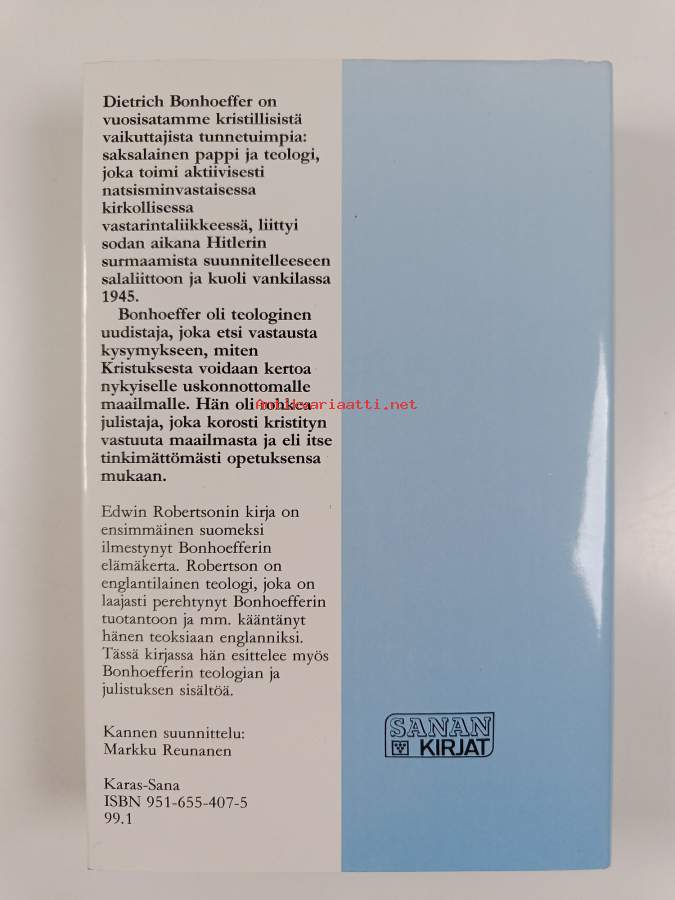 Dietrich Bonhoeffer on
vuosisatamme kristillisistä
vaikuttajista tunnetuimpia:
saksalainen pappi ja teologi,
joka toimi aktiivisesti
natsisminvastaisessa
kirkollisessa
vastarintaliikkeessä, liittyi
sodan aikana Hitlerin
surmaamista suunnitelleeseen
salaliittoon ja kuoli vankilassa
1945.
Bonhoeffer oli teologinen
uudistaja, joka etsi vastausta
kysymykseen, miten
Kristuksesta voidaan kertoa
nykyiselle uskonnottomalle
maailmalle. Hän oli rohkea
Antikvariaatti.net
julistaja, joka korosti kristityn
vastuuta maailmasta ja eli itse
tinkimättömästi opetuksensa
mukaan.
Edwin Robertsonin kirja on
ensimmäinen suomeksi
ilmestynyt Bonhoefferin
elämäkerta. Robertson on
englantilainen teologi, joka on
laajasti perehtynyt Bonhoefferin
tuotantoon ja mm. kääntänyt
hänen teoksiaan englanniksi.
Tässä kirjassa hän esittelee myös
Bonhoefferin teologian ja
julistuksen sisältöä.
Kannen suunnittelu:
Markku Reunanen
Karas-Sana
ISBN 951-655-407-5
99.1
SANAN
KIRJAT